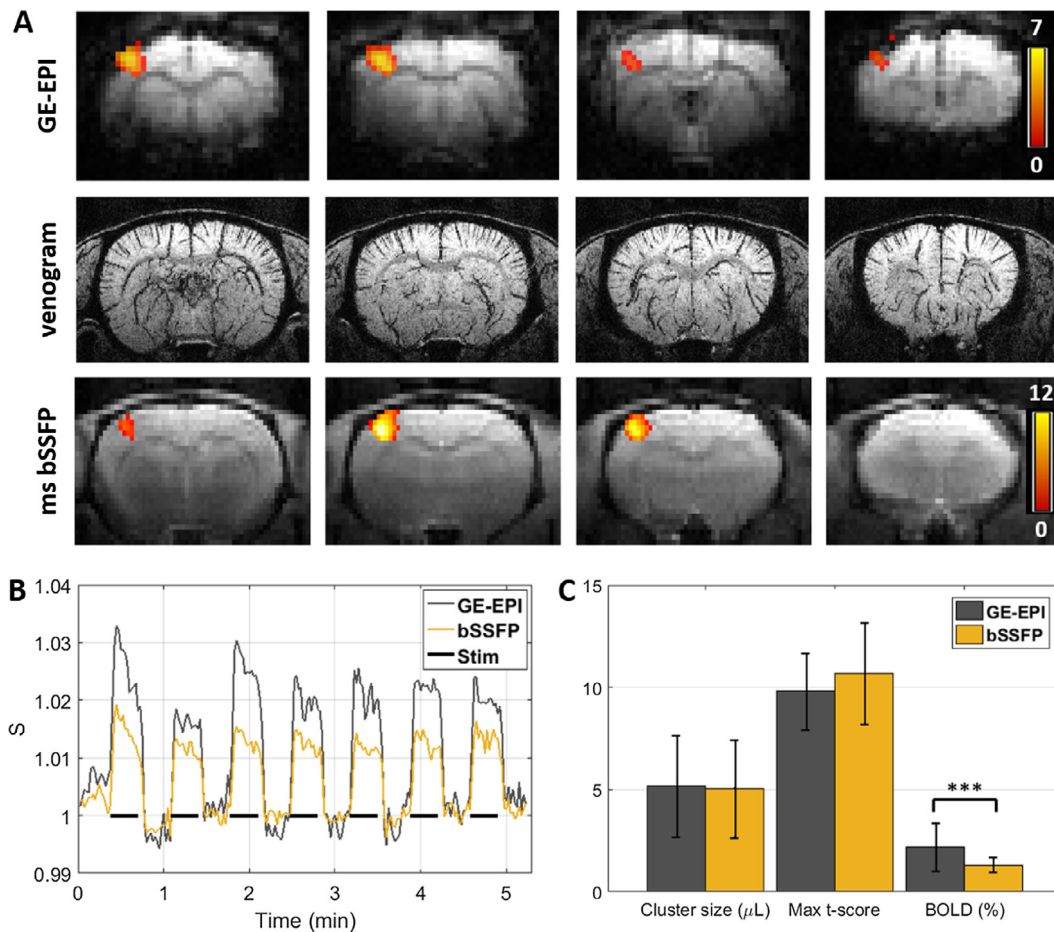 A
GE-EPI
7
0
venogram
ms bSSFP
12
0
B
1.04
1.03
1.02
1.01
1
0.99
S
GE-EPI
bSSFP
Stim
0 1 2 3 4 5
Time (min)
C
15
10
5
0
GE-EPI
bSSFP
***
Cluster size (μL) Max t-score BOLD (%)